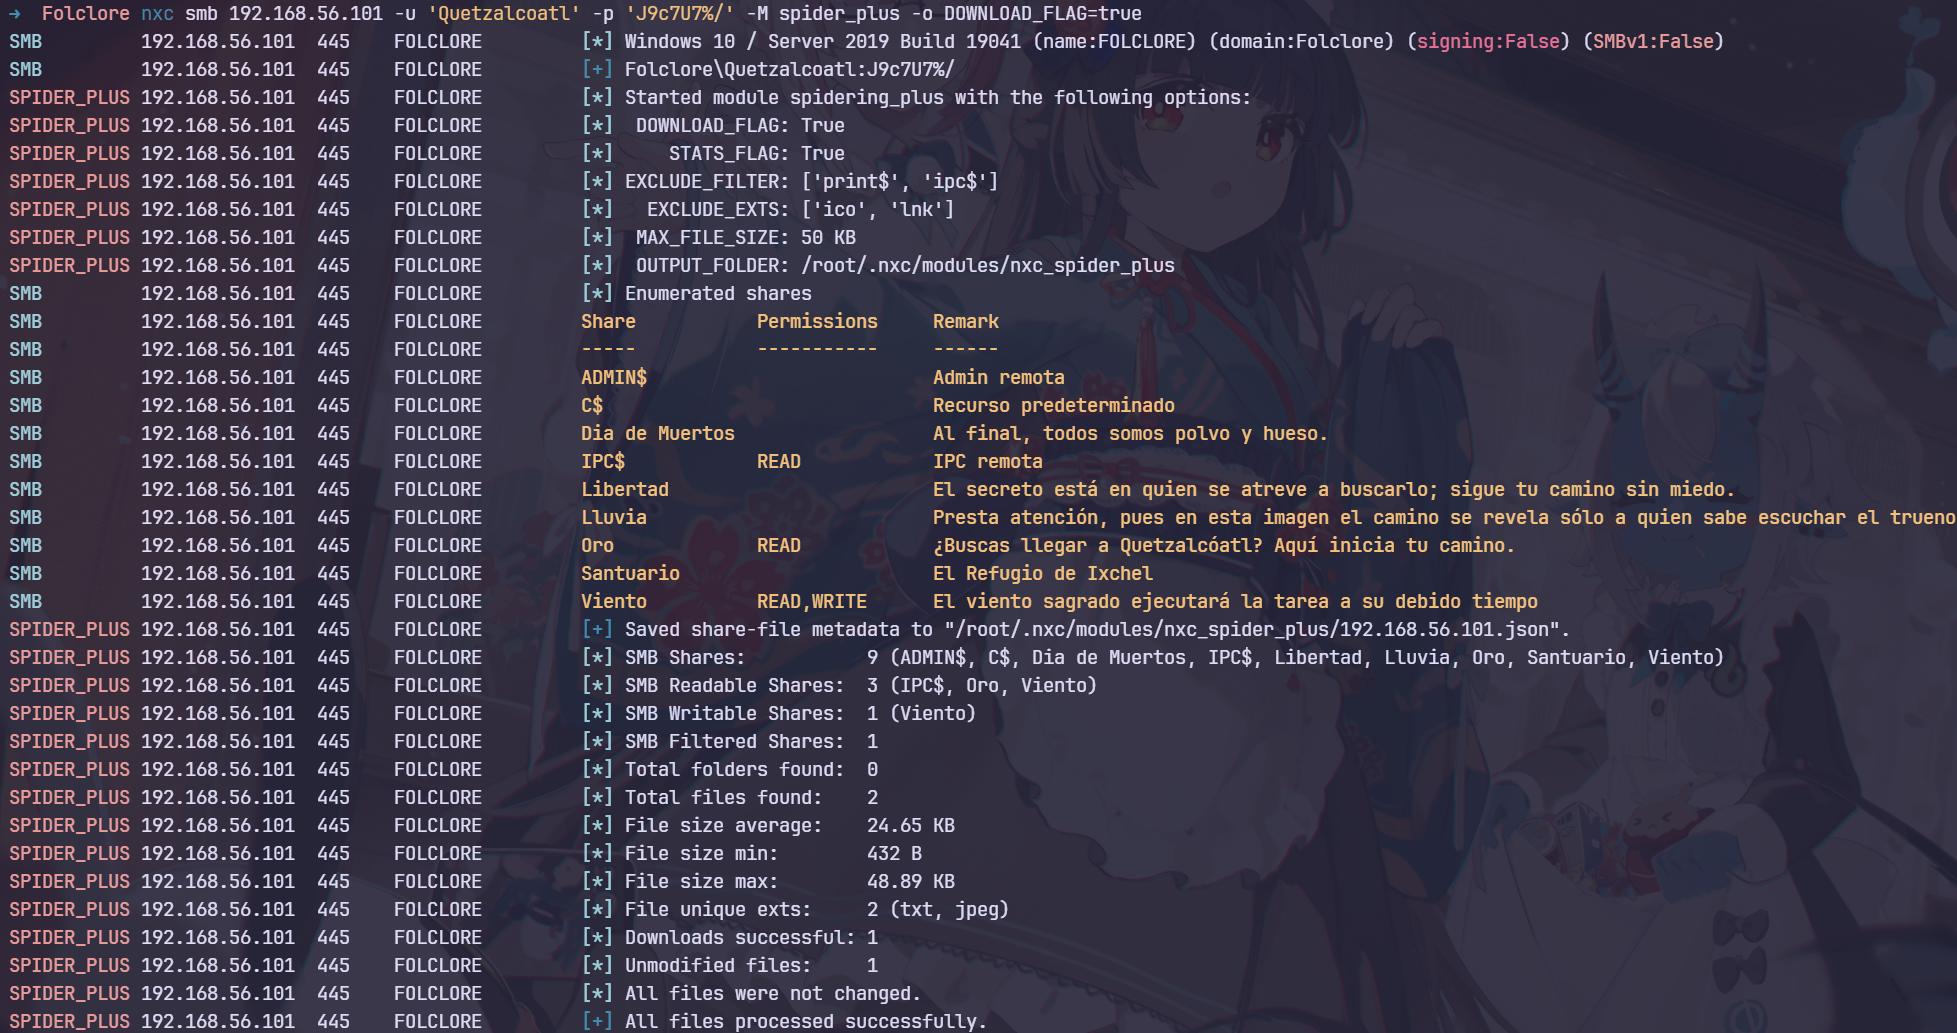 →  Folclore nxc smb 192.168.56.101 -u 'Quetzalcoatl' -p 'J9c7U7%/' -M spider_plus -o DOWNLOAD_FLAG=true
SMB         192.168.56.101  445    FOLCLORE         [*] Windows 10 / Server 2019 Build 19041 (name:FOLCLORE) (domain:Folclore) (signing:False) (SMBv1:False)
SMB         192.168.56.101  445    FOLCLORE         [+] Folclore\Quetzalcoatl:J9c7U7%/
SPIDER_PLUS 192.168.56.101  445    FOLCLORE         [*] Started module spidering_plus with the following options:
SPIDER_PLUS 192.168.56.101  445    FOLCLORE         [*]  DOWNLOAD_FLAG: True
SPIDER_PLUS 192.168.56.101  445    FOLCLORE         [*]     STATS_FLAG: True
SPIDER_PLUS 192.168.56.101  445    FOLCLORE         [*] EXCLUDE_FILTER: ['print$', 'ipc$']
SPIDER_PLUS 192.168.56.101  445    FOLCLORE         [*]   EXCLUDE_EXTS: ['ico', 'lnk']
SPIDER_PLUS 192.168.56.101  445    FOLCLORE         [*]  MAX_FILE_SIZE: 50 KB
SPIDER_PLUS 192.168.56.101  445    FOLCLORE         [*]  OUTPUT_FOLDER: /root/.nxc/modules/nxc_spider_plus
SMB         192.168.56.101  445    FOLCLORE         [*] Enumerated shares
SMB         192.168.56.101  445    FOLCLORE         Share           Permissions     Remark
SMB         192.168.56.101  445    FOLCLORE         -----           -----------     ------
SMB         192.168.56.101  445    FOLCLORE         ADMIN$                          Admin remota
SMB         192.168.56.101  445    FOLCLORE         C$                              Recurso predeterminado
SMB         192.168.56.101  445    FOLCLORE         Dia de Muertos                  Al final, todos somos polvo y hueso.
SMB         192.168.56.101  445    FOLCLORE         IPC$            READ            IPC remota
SMB         192.168.56.101  445    FOLCLORE         Libertad                        El secreto está en quien se atreve a buscarlo; sigue tu camino sin miedo.
SMB         192.168.56.101  445    FOLCLORE         Lluvia                          Presta atención, pues en esta imagen el camino se revela sólo a quien sabe escuchar el trueno
SMB         192.168.56.101  445    FOLCLORE         Oro             READ            ¿Buscas llegar a Quetzalcóatl? Aquí inicia tu camino.
SMB         192.168.56.101  445    FOLCLORE         Santuario                       El Refugio de Ixchel
SMB         192.168.56.101  445    FOLCLORE         Viento          READ,WRITE      El viento sagrado ejecutará la tarea a su debido tiempo
SPIDER_PLUS 192.168.56.101  445    FOLCLORE         [+] Saved share-file metadata to "/root/.nxc/modules/nxc_spider_plus/192.168.56.101.json".
SPIDER_PLUS 192.168.56.101  445    FOLCLORE         [*] SMB Shares:           9 (ADMIN$, C$, Dia de Muertos, IPC$, Libertad, Lluvia, Oro, Santuario, Viento)
SPIDER_PLUS 192.168.56.101  445    FOLCLORE         [*] SMB Readable Shares:  3 (IPC$, Oro, Viento)
SPIDER_PLUS 192.168.56.101  445    FOLCLORE         [*] SMB Writable Shares:  1 (Viento)
SPIDER_PLUS 192.168.56.101  445    FOLCLORE         [*] SMB Filtered Shares:  1
SPIDER_PLUS 192.168.56.101  445    FOLCLORE         [*] Total folders found:  0
SPIDER_PLUS 192.168.56.101  445    FOLCLORE         [*] Total files found:    2
SPIDER_PLUS 192.168.56.101  445    FOLCLORE         [*] File size average:    24.65 KB
SPIDER_PLUS 192.168.56.101  445    FOLCLORE         [*] File size min:        432 B
SPIDER_PLUS 192.168.56.101  445    FOLCLORE         [*] File size max:        48.89 KB
SPIDER_PLUS 192.168.56.101  445    FOLCLORE         [*] File unique exts:     2 (txt, jpeg)
SPIDER_PLUS 192.168.56.101  445    FOLCLORE         [*] Downloads successful: 1
SPIDER_PLUS 192.168.56.101  445    FOLCLORE         [*] Unmodified files:     1
SPIDER_PLUS 192.168.56.101  445    FOLCLORE         [*] All files were not changed.
SPIDER_PLUS 192.168.56.101  445    FOLCLORE         [+] All files processed successfully.